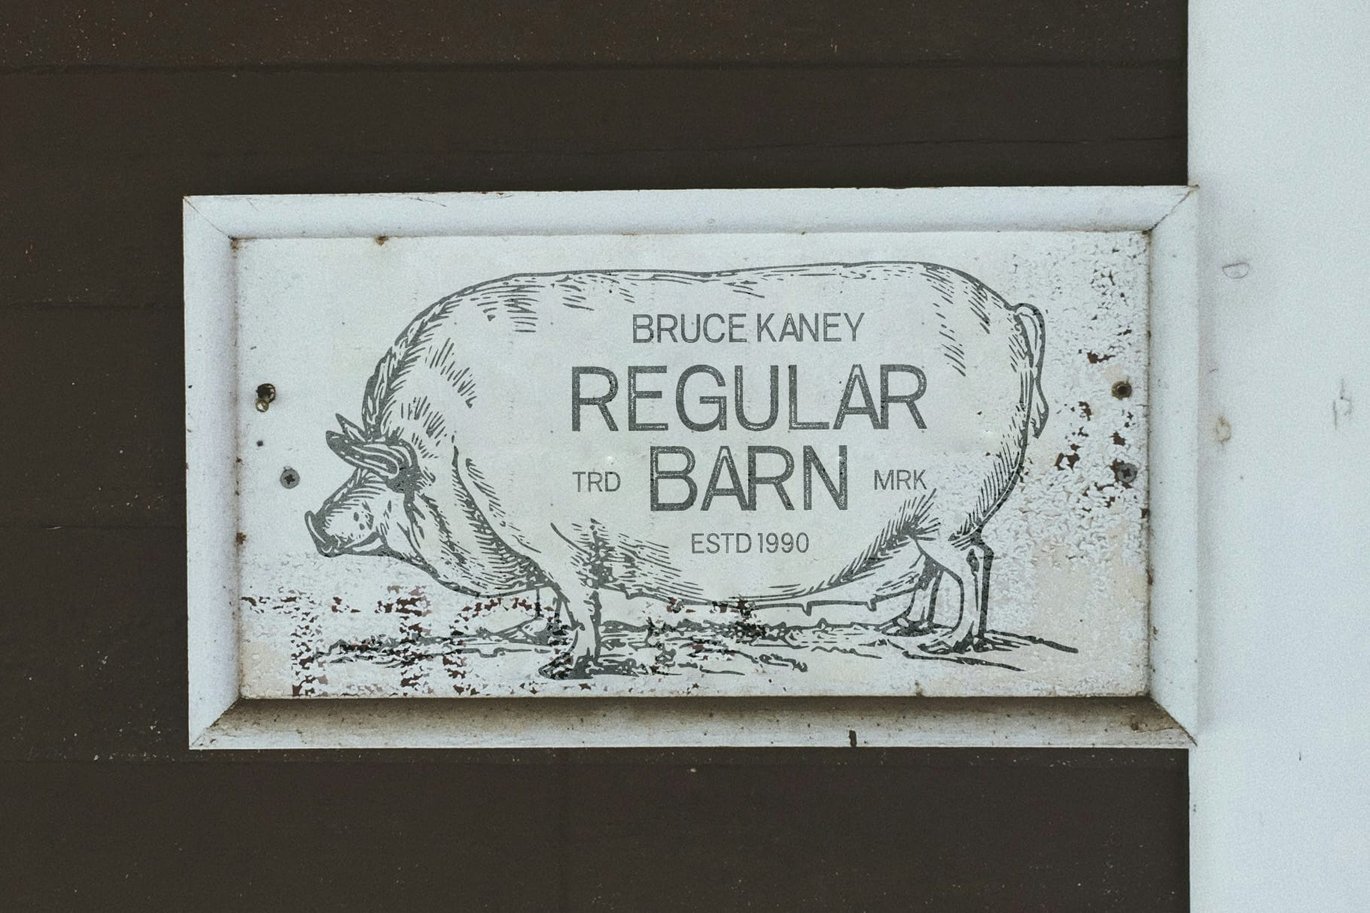 BRUCE KANEY
REGULAR
BARN
TRD MRK
ESTD 1990